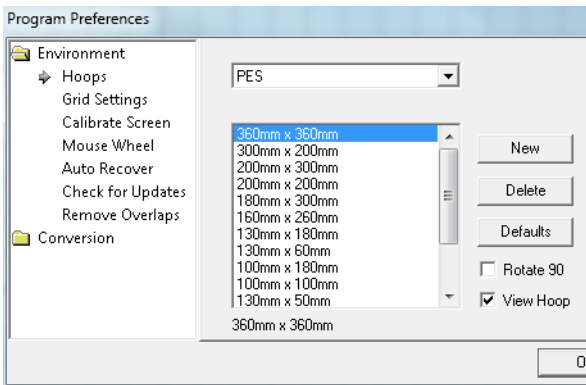 Program Preferences
Environment
Hoops
Grid Settings
Calibrate Screen
Mouse Wheel
Auto Recover
Check for Updates
Remove Overlaps
Conversion
PES
360mm x 360mm
300mm x 200mm
200mm x 300mm
200mm x 200mm
180mm x 300mm
160mm x 260mm
130mm x 180mm
130mm x 60mm
100mm x 180mm
100mm x 100mm
130mm x 50mm
360mm x 360mm
New
Delete
Defaults
Rotate 90
View Hoop